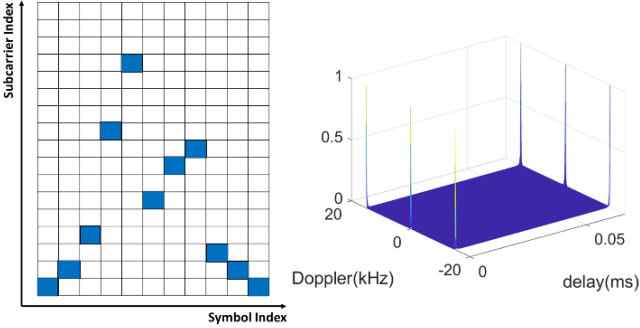 Subcarrier Index
Symbol Index
1
0.5
0
20
0
-20
0
0.05
Doppler(kHz)
delay(ms)